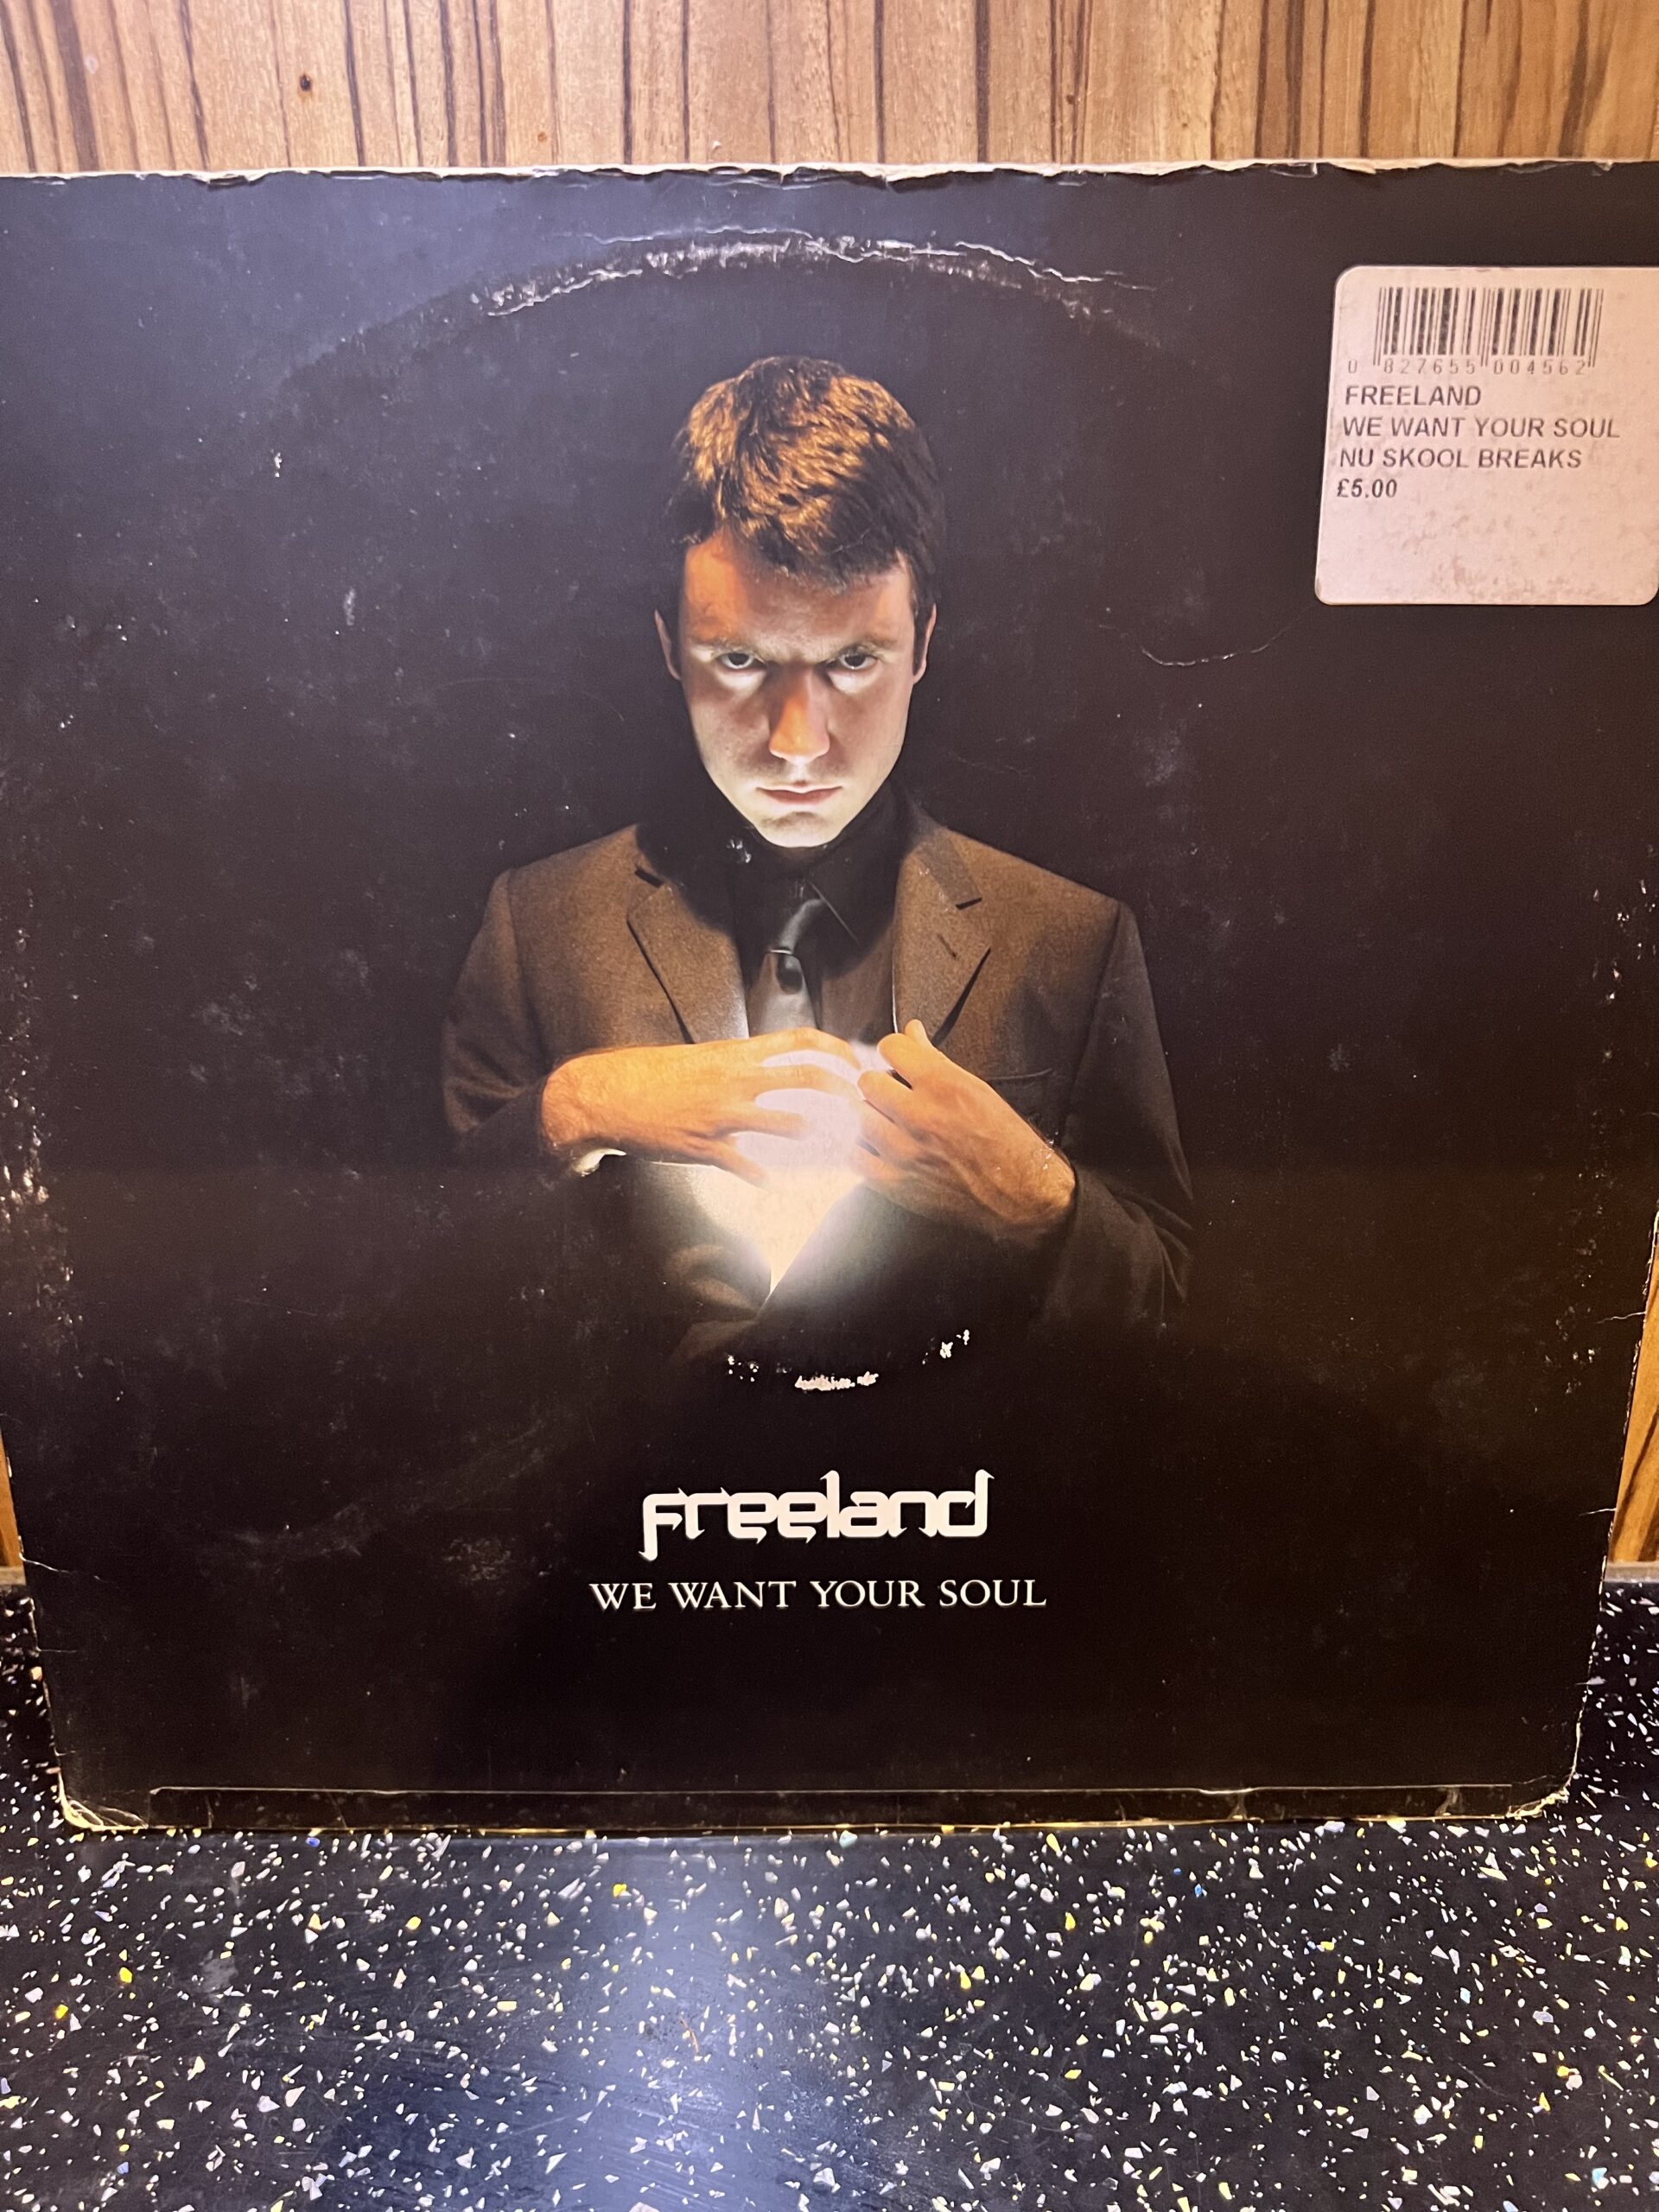 0 827655 004562
FREELAND
WE WANT YOUR SOUL
NU SKOOL BREAKS
£5.00
freeland
WE WANT YOUR SOUL